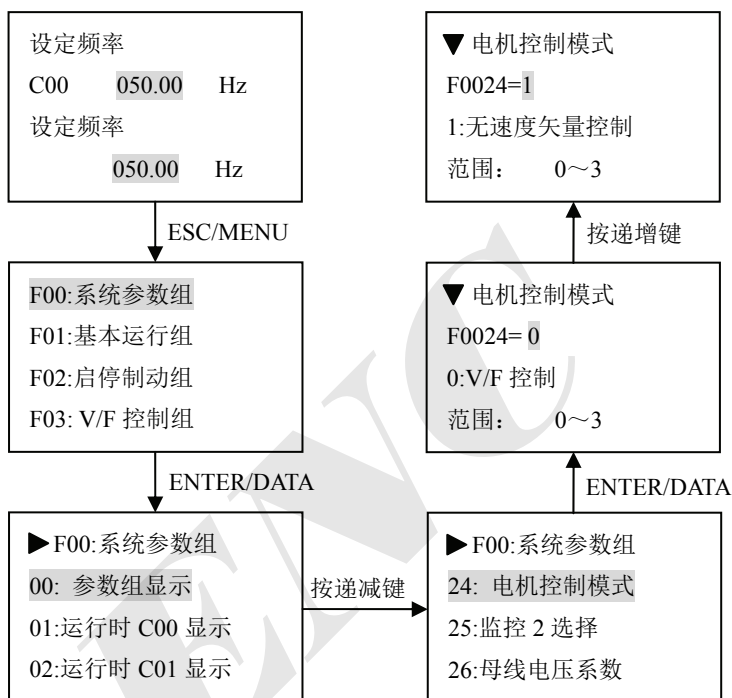 设定频率
C00 050.00 Hz
设定频率
050.00 Hz
ESC/MENU
F00:系统参数组
F01:基本运行组
F02:启停制动组
F03: V/F 控制组
ENTER/DATA
▶F00:系统参数组
00: 参数组显示
01:运行时 C00 显示
02:运行时 C01 显示
按递减键
▶F00:系统参数组
24: 电机控制模式
25:监控 2 选择
26:母线电压系数
ENTER/DATA
▼ 电机控制模式
F0024= 0
0:V/F 控制
范围： 0～3
按递增键
▼ 电机控制模式
F0024=1
1:无速度矢量控制
范围： 0～3
ENC